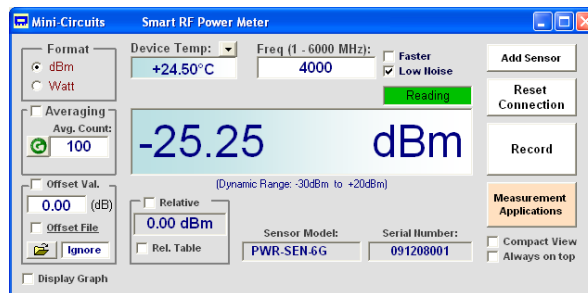 Mini-Circuits Smart RF Power Meter
Format
dBm
Watt
Device Temp:
+24.50°C
Freq (1 - 6000 MHz):
4000
Faster
Low Noise
Reading
Add Sensor
Reset
Connection
Record
Measurement
Applications
Compact View
Always on top
Averaging
Avg. Count:
100
-25.25 dBm
(Dynamic Range: -30dBm to +20dBm)
Offset Val.
0.00 (dB)
Offset File
Ignore
Display Graph
Relative
0.00 dBm
Rel. Table
Sensor Model:
PWR-SEN-6G
Serial Number:
091208001